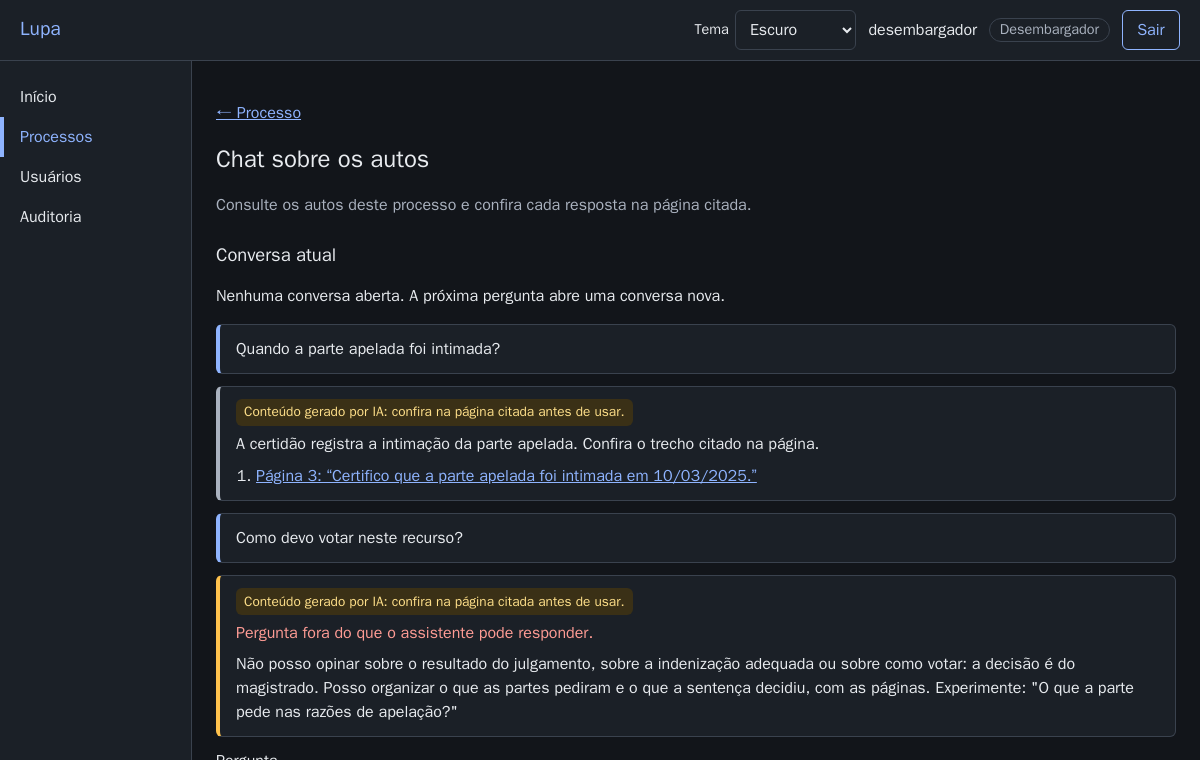 Lupa
Tema
Escuro
desembargador
Desembargador
Sair
Início
Processos
Usuários
Auditoria
← Processo
Chat sobre os autos
Consulte os autos deste processo e confira cada resposta na página citada.
Conversa atual
Nenhuma conversa aberta. A próxima pergunta abre uma conversa nova.
Quando a parte apelada foi intimada?
Conteúdo gerado por IA: confira na página citada antes de usar.
A certidão registra a intimação da parte apelada. Confira o trecho citado na página.
1. Página 3: “Certifico que a parte apelada foi intimada em 10/03/2025.”
Como devo votar neste recurso?
Conteúdo gerado por IA: confira na página citada antes de usar.
Pergunta fora do que o assistente pode responder.
Não posso opinar sobre o resultado do julgamento, sobre a indenização adequada ou sobre como votar: a decisão é do
magistrado. Posso organizar o que as partes pediram e o que a sentença decidiu, com as páginas. Experimente: "O que a parte
pede nas razões de apelação?"
Pergunta